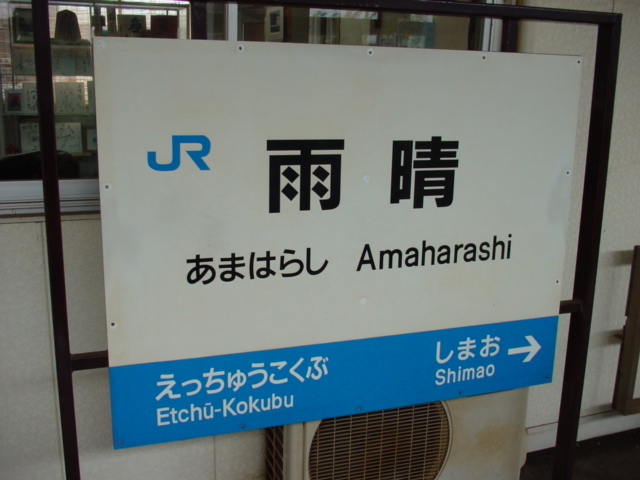 JR 雨晴
あまはらし Amaharashi
えっちゅうこくぶ
Etchū-Kokubu
しまお →
Shimao